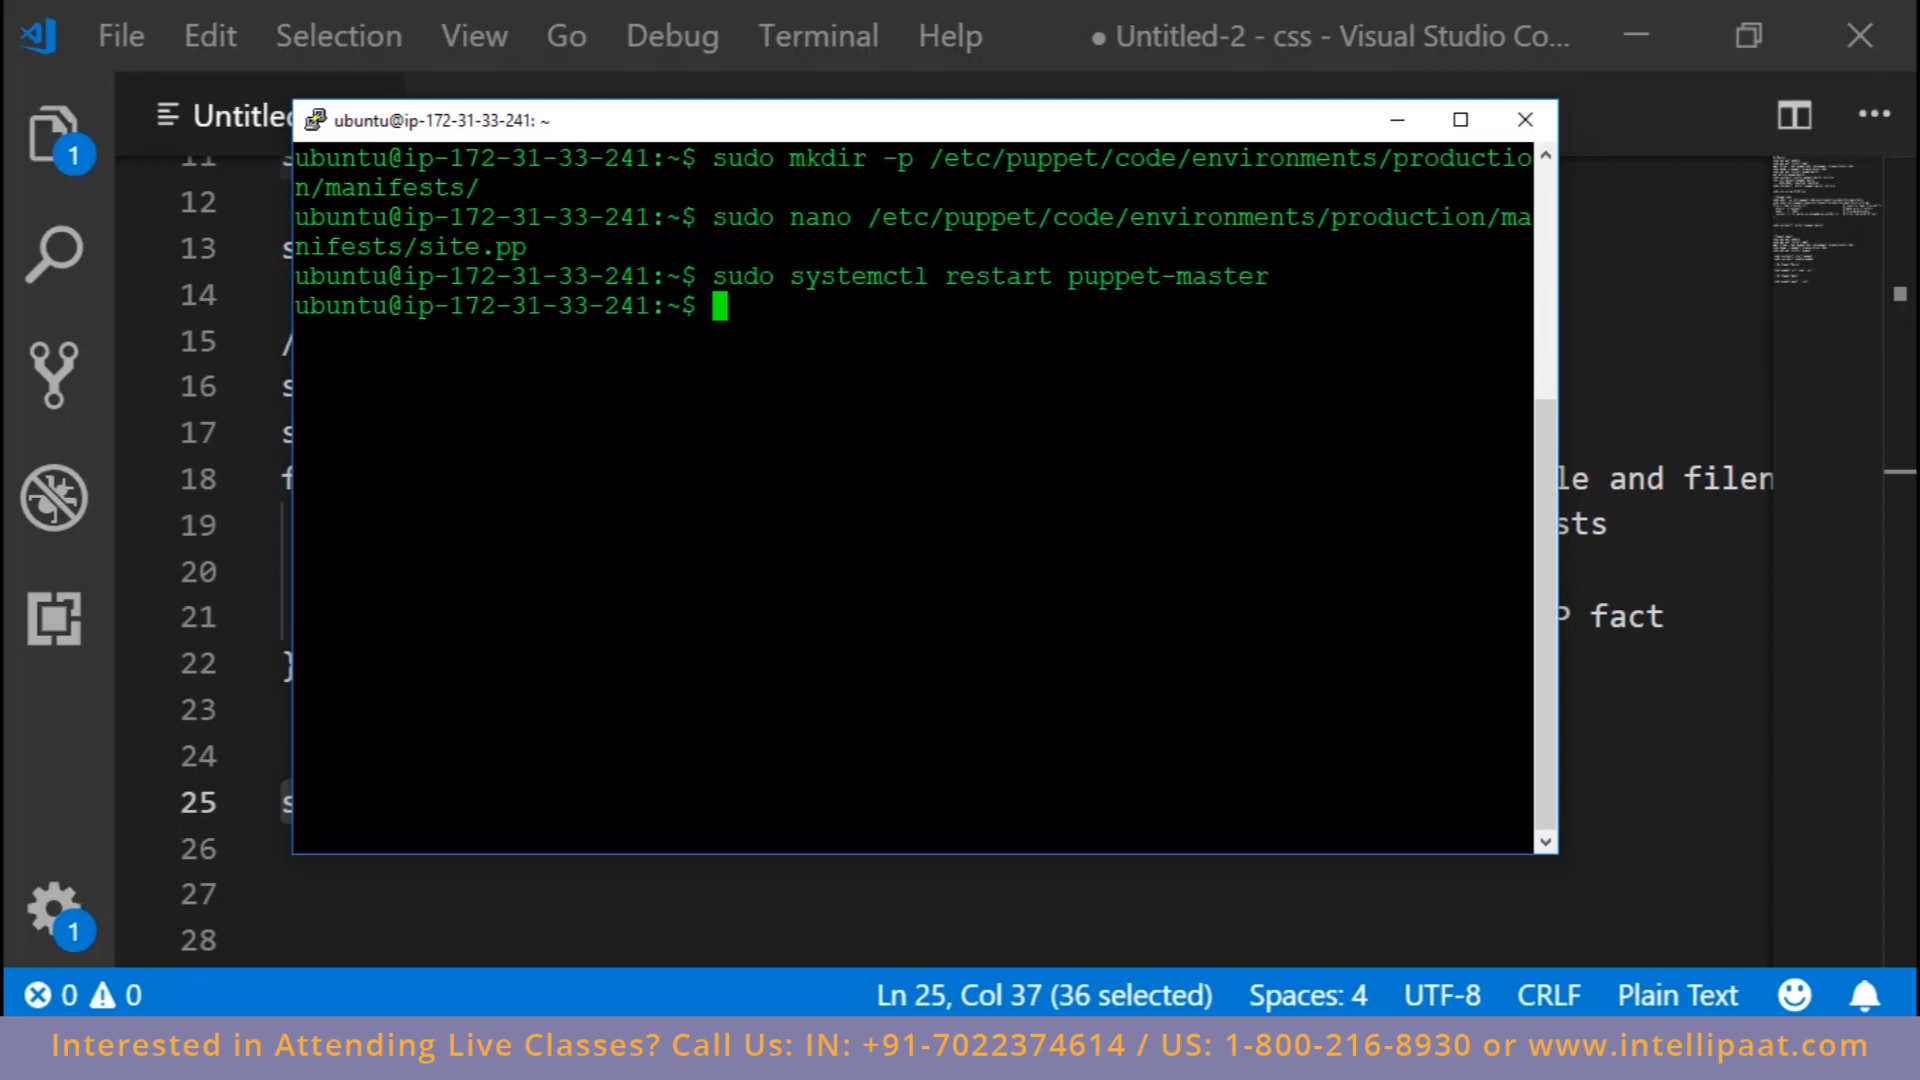 File Edit Selection View Go Debug Terminal Help ● Untitled-2 - css - Visual Studio Co...
Untitle
ubuntu@ip-172-31-33-241: ~
ubuntu@ip-172-31-33-241:~$ sudo mkdir -p /etc/puppet/code/environments/productio
n/manifests/
ubuntu@ip-172-31-33-241:~$ sudo nano /etc/puppet/code/environments/production/ma
nifests/site.pp
ubuntu@ip-172-31-33-241:~$ sudo systemctl restart puppet-master
ubuntu@ip-172-31-33-241:~$
1
11 s
12
13 s
14
15 /
16 s
17 s
18 f le and filen
19 sts
20
21 P fact
22 }
23
24
25 s
26
27
28
1
0 0 Ln 25, Col 37 (36 selected) Spaces: 4 UTF-8 CRLF Plain Text
Interested in Attending Live Classes? Call Us: IN: +91-7022374614 / US: 1-800-216-8930 or www.intellipaat.com